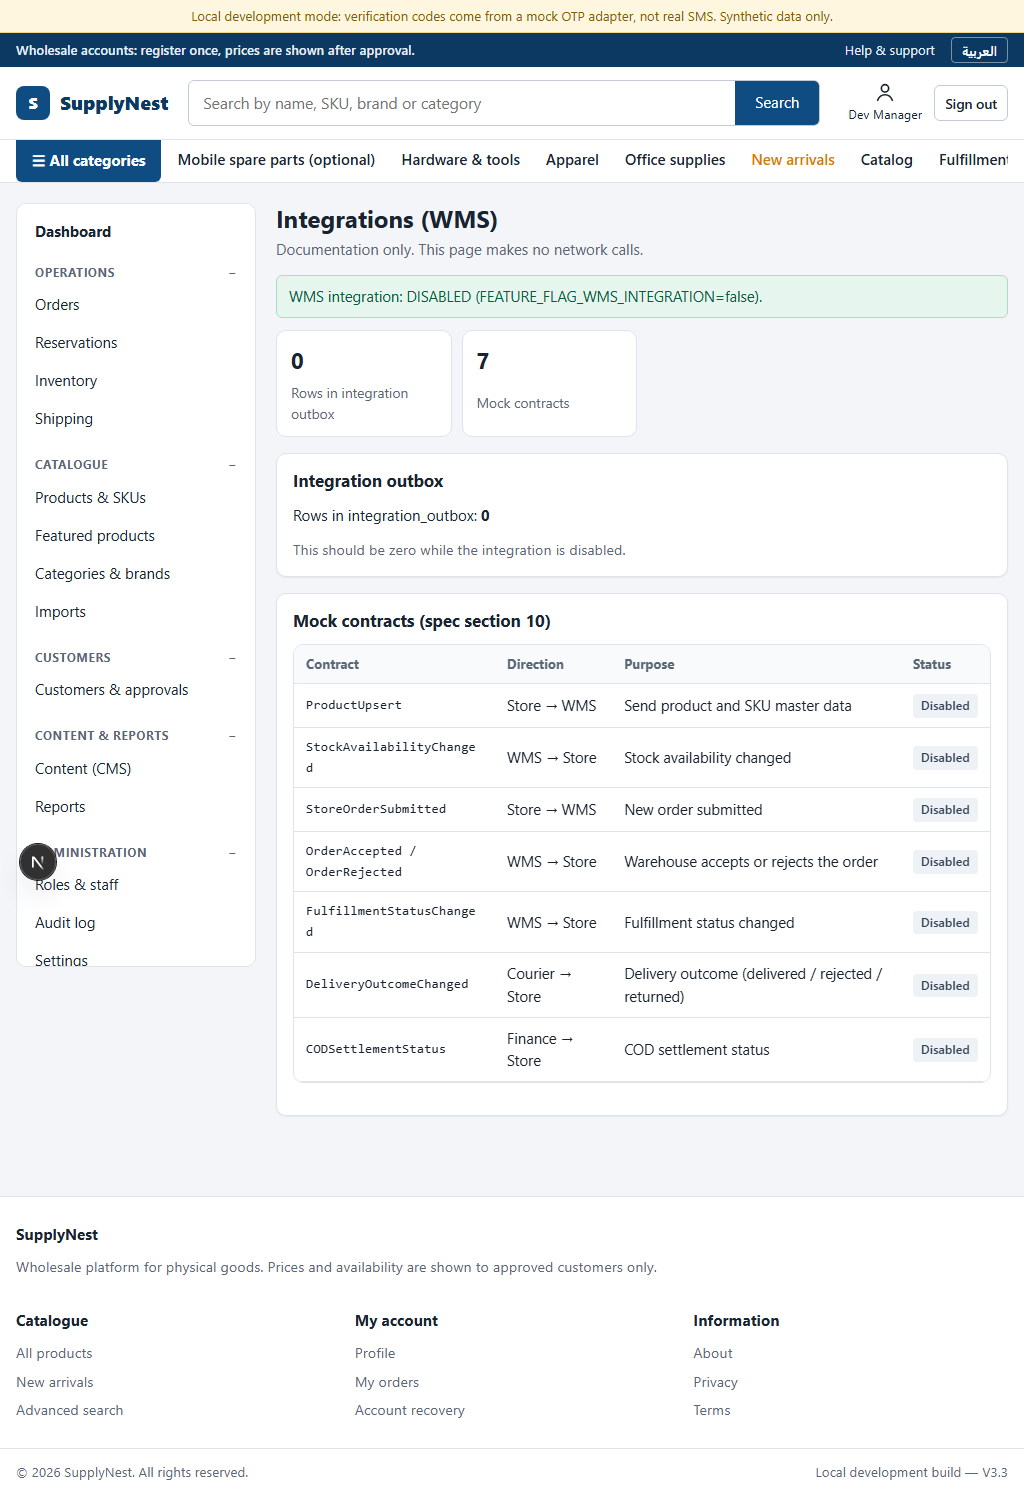 Local development mode: verification codes come from a mock OTP adapter, not real SMS. Synthetic data only.
Wholesale accounts: register once, prices are shown after approval.
Help & support
العربية
S SupplyNest
Search by name, SKU, brand or category
Search
Dev Manager
Sign out
☰ All categories
Mobile spare parts (optional)
Hardware & tools
Apparel
Office supplies
New arrivals
Catalog
Fulfillment
Dashboard
OPERATIONS –
Orders
Reservations
Inventory
Shipping
CATALOGUE –
Products & SKUs
Featured products
Categories & brands
Imports
CUSTOMERS –
Customers & approvals
CONTENT & REPORTS –
Content (CMS)
Reports
N
MINISTRATION –
Roles & staff
Audit log
Settings
Integrations (WMS)
Documentation only. This page makes no network calls.
WMS integration: DISABLED (FEATURE_FLAG_WMS_INTEGRATION=false).
0
Rows in integration
outbox
7
Mock contracts
Integration outbox
Rows in integration_outbox: 0
This should be zero while the integration is disabled.
Mock contracts (spec section 10)
Contract Direction Purpose Status
ProductUpsert Store → WMS Send product and SKU master data Disabled
StockAvailabilityChange
d
WMS → Store Stock availability changed Disabled
StoreOrderSubmitted Store → WMS New order submitted Disabled
OrderAccepted /
OrderRejected
WMS → Store Warehouse accepts or rejects the order Disabled
FulfillmentStatusChange
d
WMS → Store Fulfillment status changed Disabled
DeliveryOutcomeChanged
Courier →
Store
Delivery outcome (delivered / rejected /
returned)
Disabled
CODSettlementStatus
Finance →
Store
COD settlement status Disabled
SupplyNest
Wholesale platform for physical goods. Prices and availability are shown to approved customers only.
Catalogue
All products
New arrivals
Advanced search
My account
Profile
My orders
Account recovery
Information
About
Privacy
Terms
© 2026 SupplyNest. All rights reserved.
Local development build — V3.3